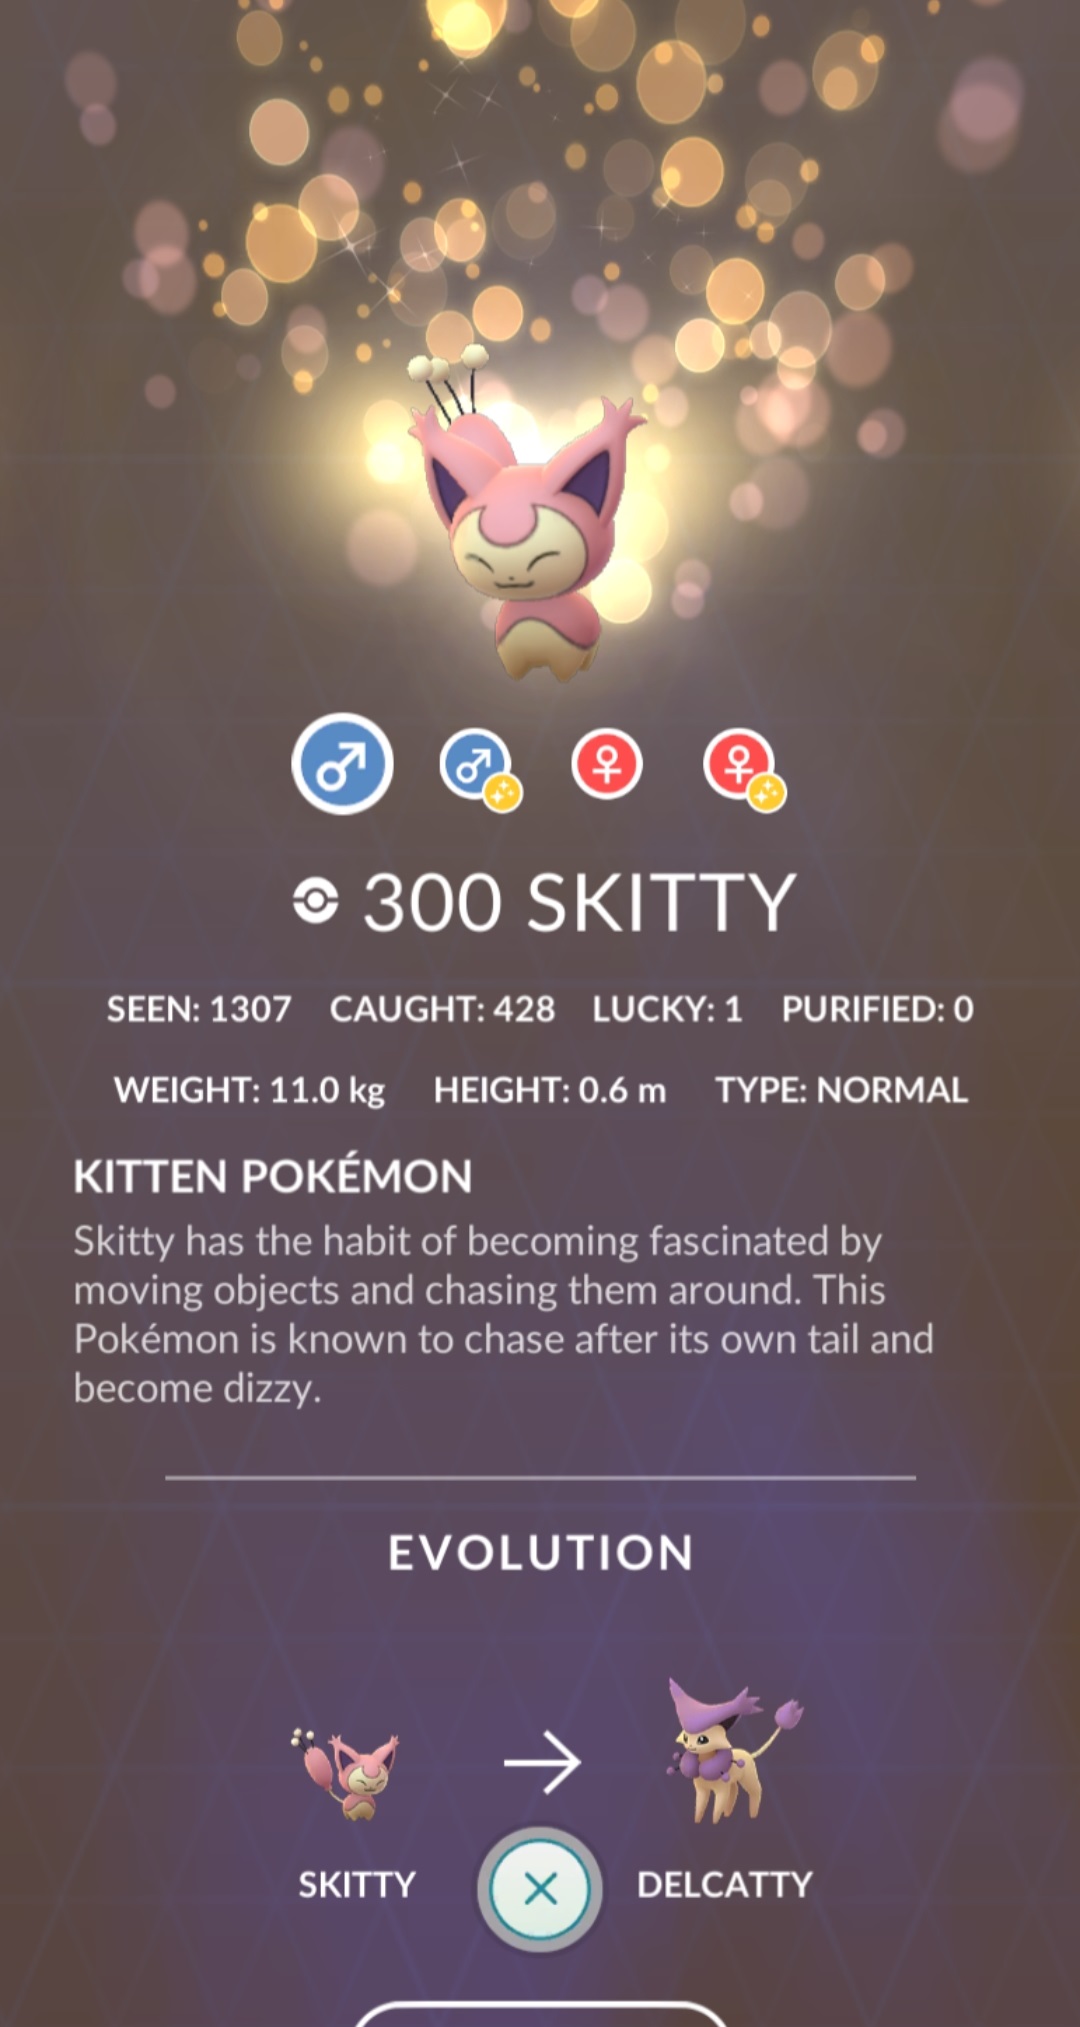 300 SKITTY
SEEN: 1307 CAUGHT: 428 LUCKY: 1 PURIFIED: 0
WEIGHT: 11.0 kg HEIGHT: 0.6 m TYPE: NORMAL
KITTEN POKÉMON
Skitty has the habit of becoming fascinated by
moving objects and chasing them around. This
Pokémon is known to chase after its own tail and
become dizzy.
EVOLUTION
SKITTY DELCATTY